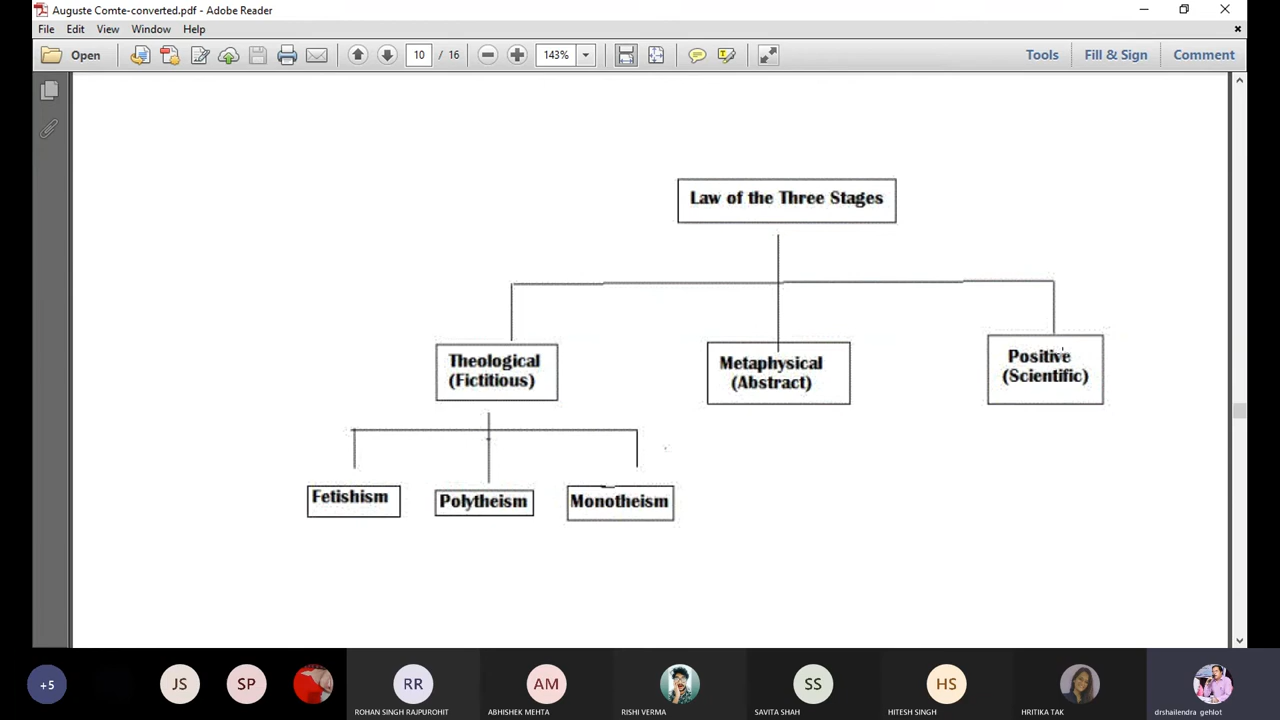 Auguste Comte-converted.pdf - Adobe Reader
File Edit View Window Help
Open 10 / 16 143% Tools Fill & Sign Comment
Law of the Three Stages
Theological
(Fictitious)
Metaphysical
(Abstract)
Positive
(Scientific)
Fetishism
Polytheism
Monotheism
+5 JS SP RR AM SS HS
ROHAN SINGH RAJPUROHIT ABHISHEK MEHTA RISHI VERMA SAVITA SHAH HITESH SINGH HRITIKA TAK drshailendra gehlot